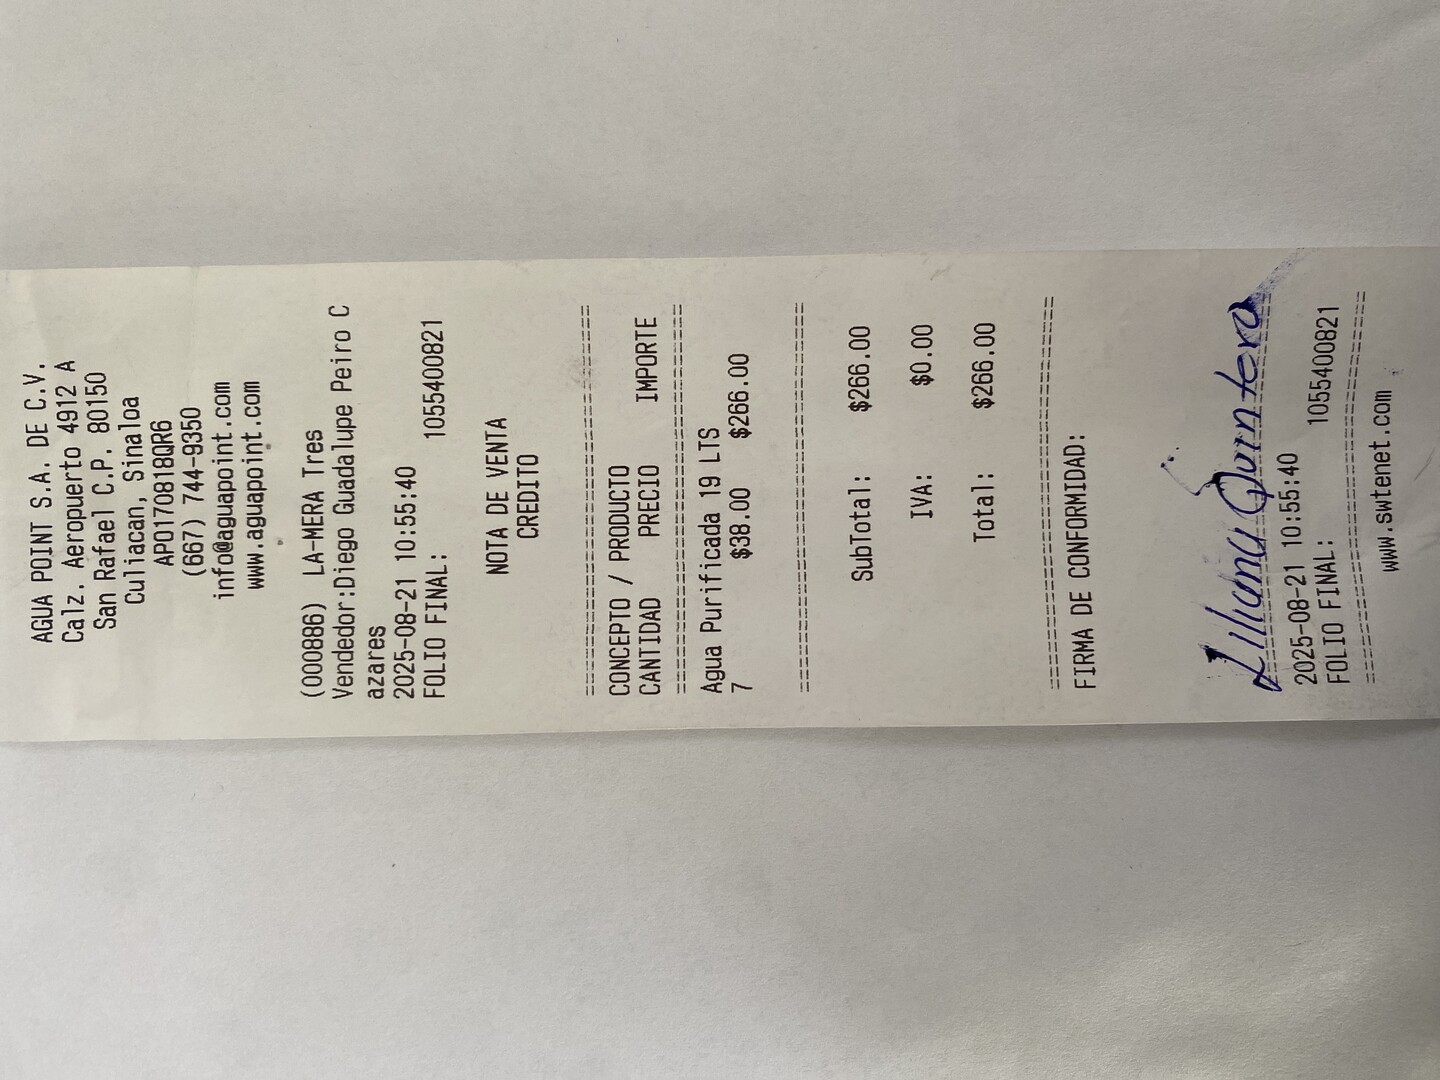 AGUA POINT S.A. DE C.V.
Calz. Aeropuerto 4912 A
San Rafael C.P. 80150
Culiacan, Sinaloa
APO170818QR6
(667) 744-9350
info@aguapoint.com
www.aguapoint.com
(000886) LA-MERA Tres
Vendedor:Diego Guadalupe Peiro C
azares
2025-08-21 10:55:40
FOLIO FINAL: 1055400821
NOTA DE VENTA
CREDITO
================================
CONCEPTO / PRODUCTO
CANTIDAD PRECIO IMPORTE
================================
Agua Purificada 19 LTS
7 $38.00 $266.00
================================
SubTotal: $266.00
IVA: $0.00
Total: $266.00
================================
FIRMA DE CONFORMIDAD:
Liliana Quintero
================================
2025-08-21 10:55:40
FOLIO FINAL: 1055400821
================================
www.swtenet.com